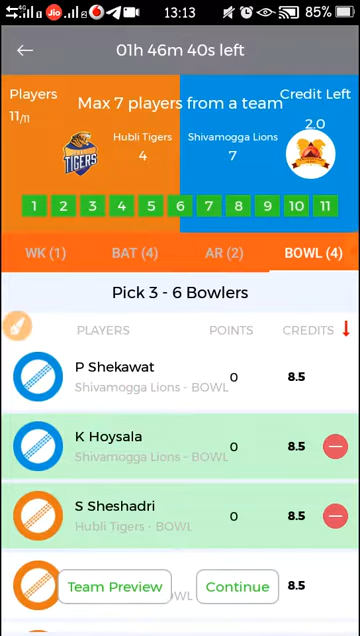 4G Jio 13:13 85%
01h 46m 40s left
Players Max 7 players from a team Credit Left
11/11 2.0
Hubli Tigers Shivamogga Lions
4 7
TIGERS
1 2 3 4 5 6 7 8 9 10 11
WK (1) BAT (4) AR (2) BOWL (4)
Pick 3 - 6 Bowlers
PLAYERS POINTS CREDITS
P Shekawat
0 8.5
Shivamogga Lions - BOWL
K Hoysala
0 8.5
Shivamogga Lions - BOWL
S Sheshadri
0 8.5
Hubli Tigers - BOWL
Team Preview Continue 8.5